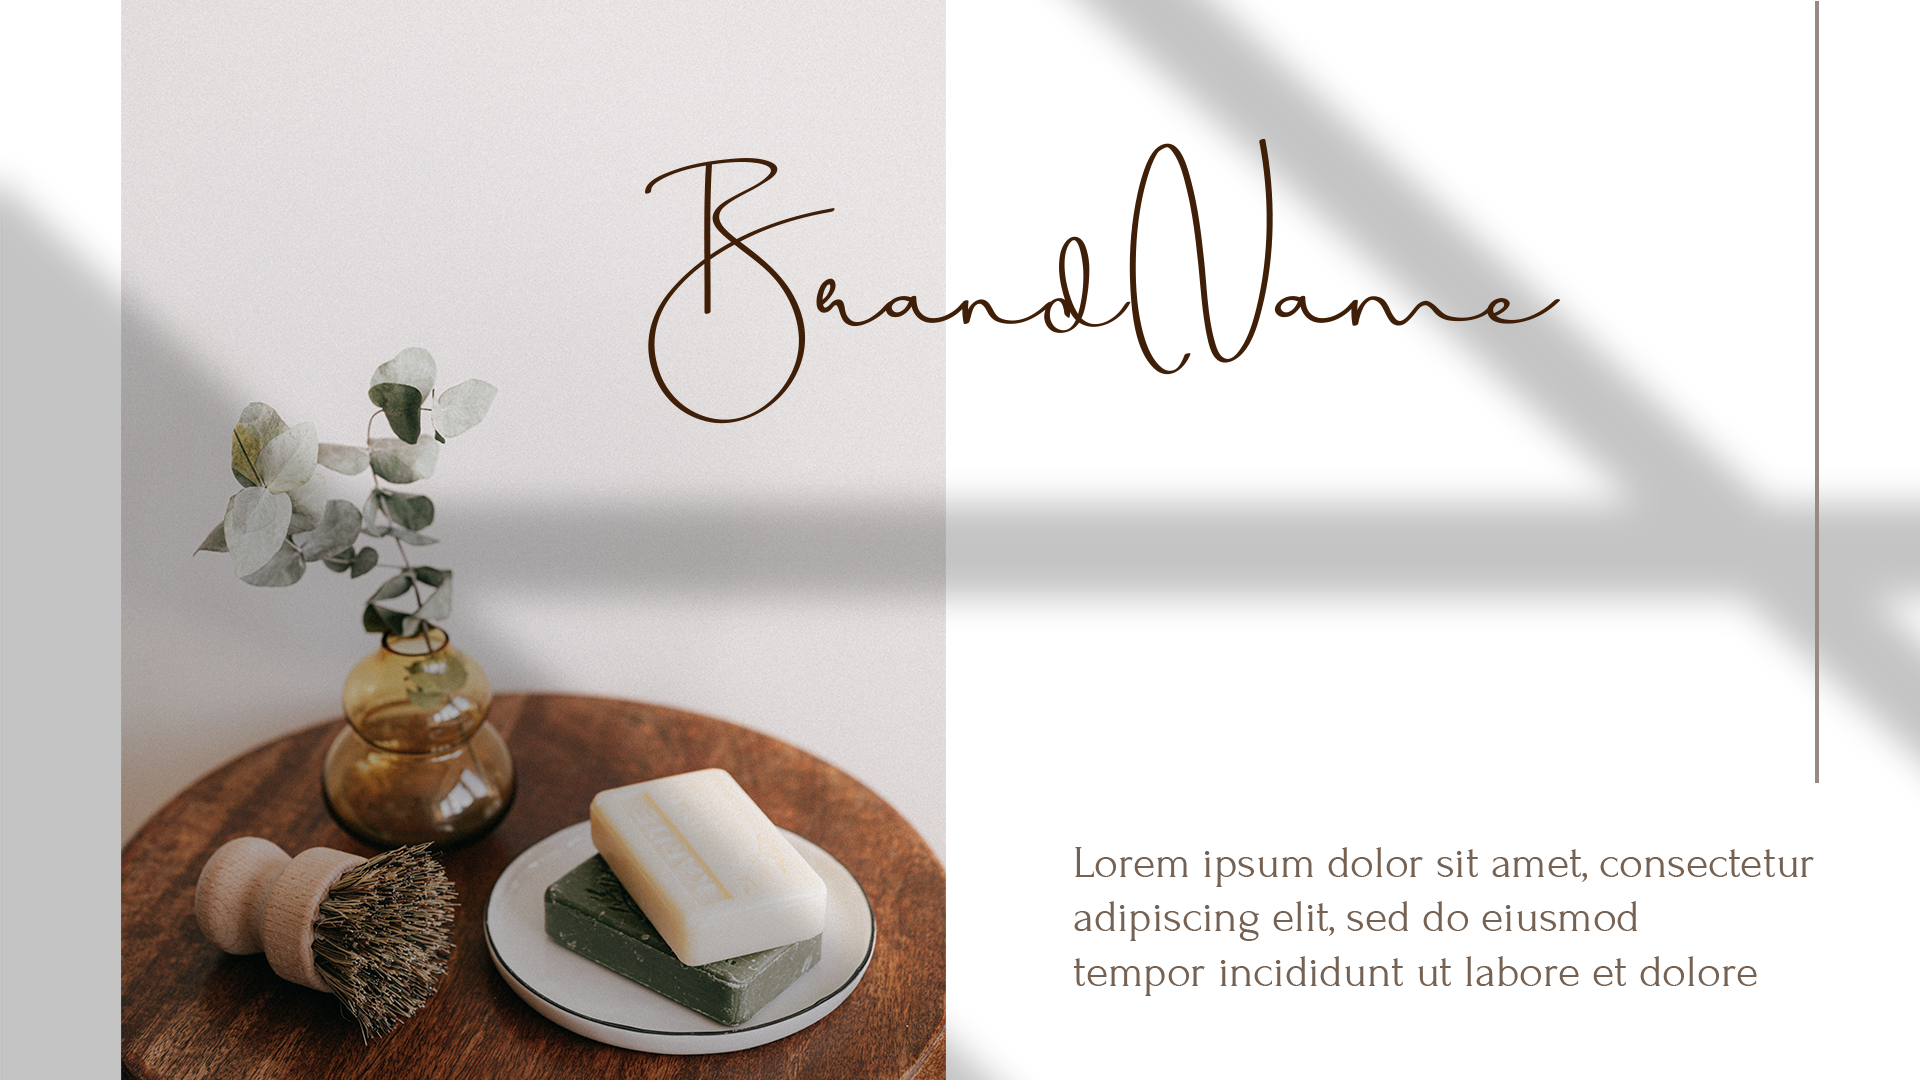 BrandName
Lorem ipsum dolor sit amet, consectetur
adipiscing elit, sed do eiusmod
tempor incididunt ut labore et dolore